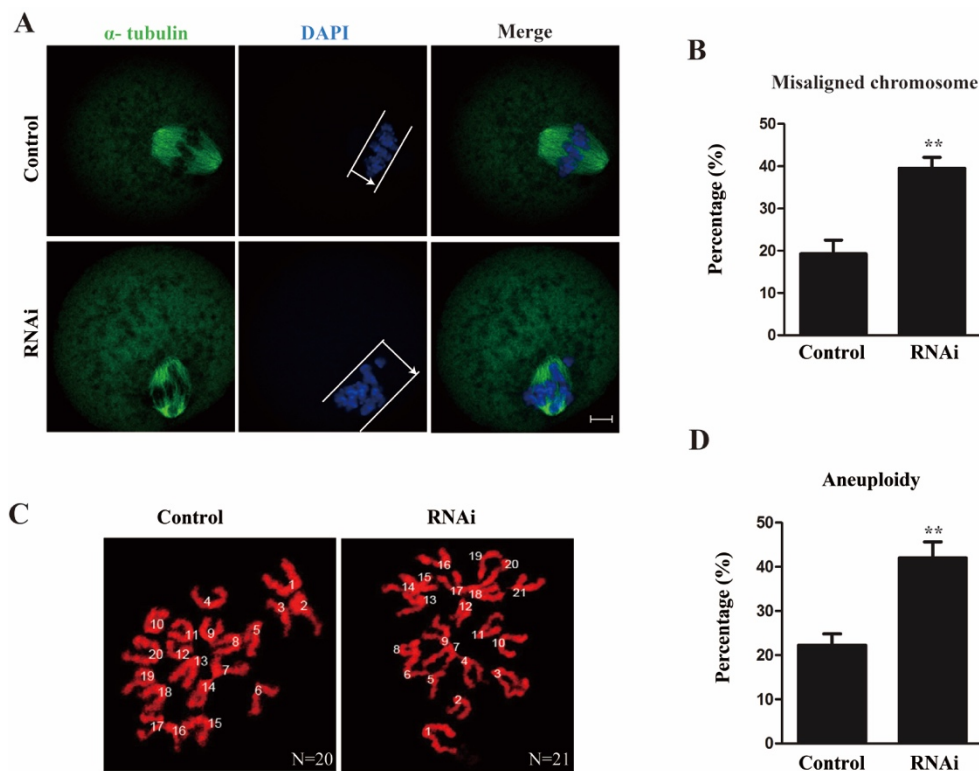 A
α- tubulin
DAPI
Merge
Control
RNAi
B
Misaligned chromosome
Percentage (%)
50
40
30
20
10
0
**
Control
RNAi
C
Control
RNAi
1
2
3
4
5
6
7
8
9
10
11
12
13
14
15
16
17
18
19
20
N=20
1
2
3
4
5
6
7
8
9
10
11
12
13
14
15
16
17
18
19
20
21
N=21
D
Aneuploidy
Percentage (%)
50
40
30
20
10
0
**
Control
RNAi